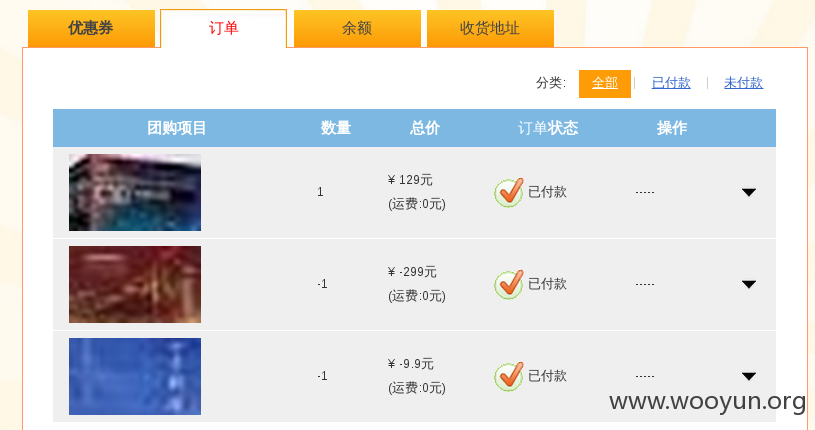 优惠券 订单 余额 收货地址
分类: 全部 已付款 未付款
团购项目 数量 总价 订单状态 操作
1 ¥ 129元 已付款 -----
(运费:0元)
-1 ¥ -299元 已付款 -----
(运费:0元)
-1 ¥ -9.9元 已付款 -----
(运费:0元)
www.wooyun.org